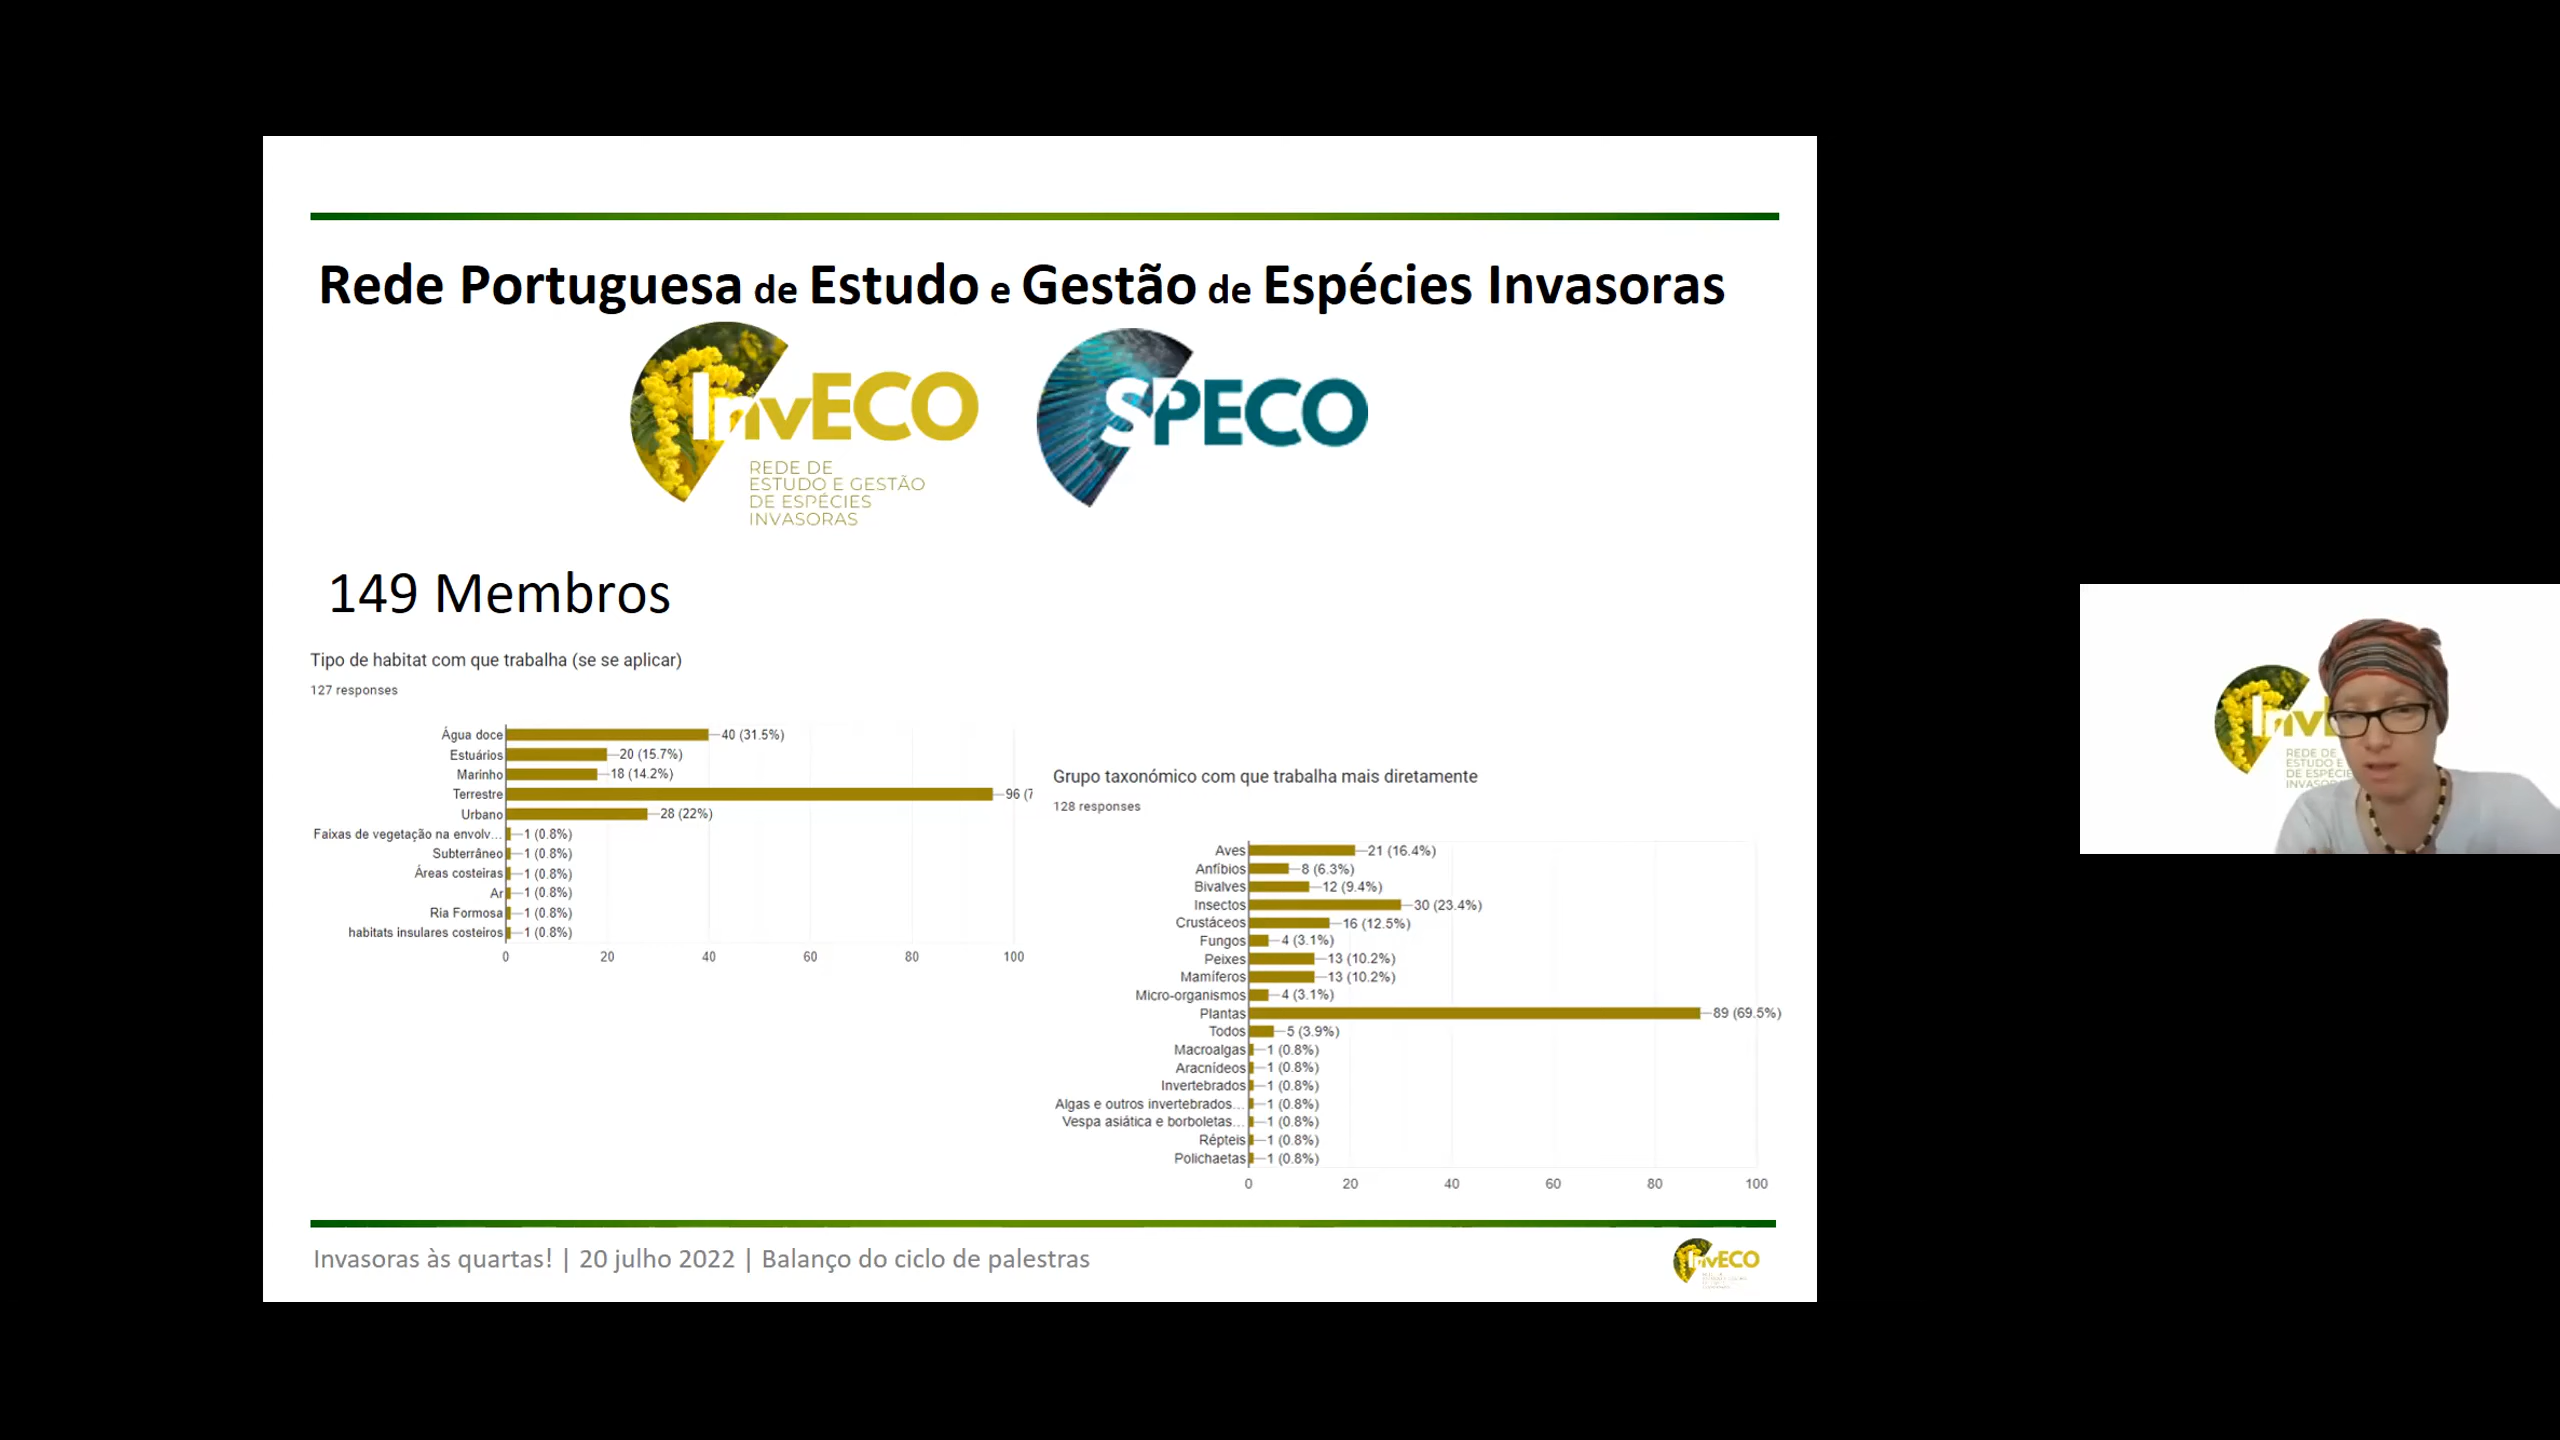 Rede Portuguesa de Estudo e Gestão de Espécies Invasoras
InvECO
REDE DE
ESTUDO E GESTÃO
DE ESPÉCIES
INVASORAS
SPECO
149 Membros
Tipo de habitat com que trabalha (se se aplicar)
127 responses
Água doce 40 (31.5%)
Estuários 20 (15.7%)
Marinho 18 (14.2%)
Terrestre 96 (7
Urbano 28 (22%)
Faixas de vegetação na envolv... 1 (0.8%)
Subterrâneo 1 (0.8%)
Áreas costeiras 1 (0.8%)
Ar 1 (0.8%)
Ria Formosa 1 (0.8%)
habitats insulares costeiros 1 (0.8%)
0 20 40 60 80 100
Grupo taxonómico com que trabalha mais diretamente
128 responses
Aves 21 (16.4%)
Anfíbios 8 (6.3%)
Bivalves 12 (9.4%)
Insectos 30 (23.4%)
Crustáceos 16 (12.5%)
Fungos 4 (3.1%)
Peixes 13 (10.2%)
Mamíferos 13 (10.2%)
Micro-organismos 4 (3.1%)
Plantas 89 (69.5%)
Todos 5 (3.9%)
Macroalgas 1 (0.8%)
Aracnídeos 1 (0.8%)
Invertebrados 1 (0.8%)
Algas e outros invertebrados... 1 (0.8%)
Vespa asiática e borboletas... 1 (0.8%)
Répteis 1 (0.8%)
Polichaetas 1 (0.8%)
0 20 40 60 80 100
Invasoras às quartas! | 20 julho 2022 | Balanço do ciclo de palestras
InvECO
Inv
REDE DE
ESTUDO E
DE ESPÉCIE